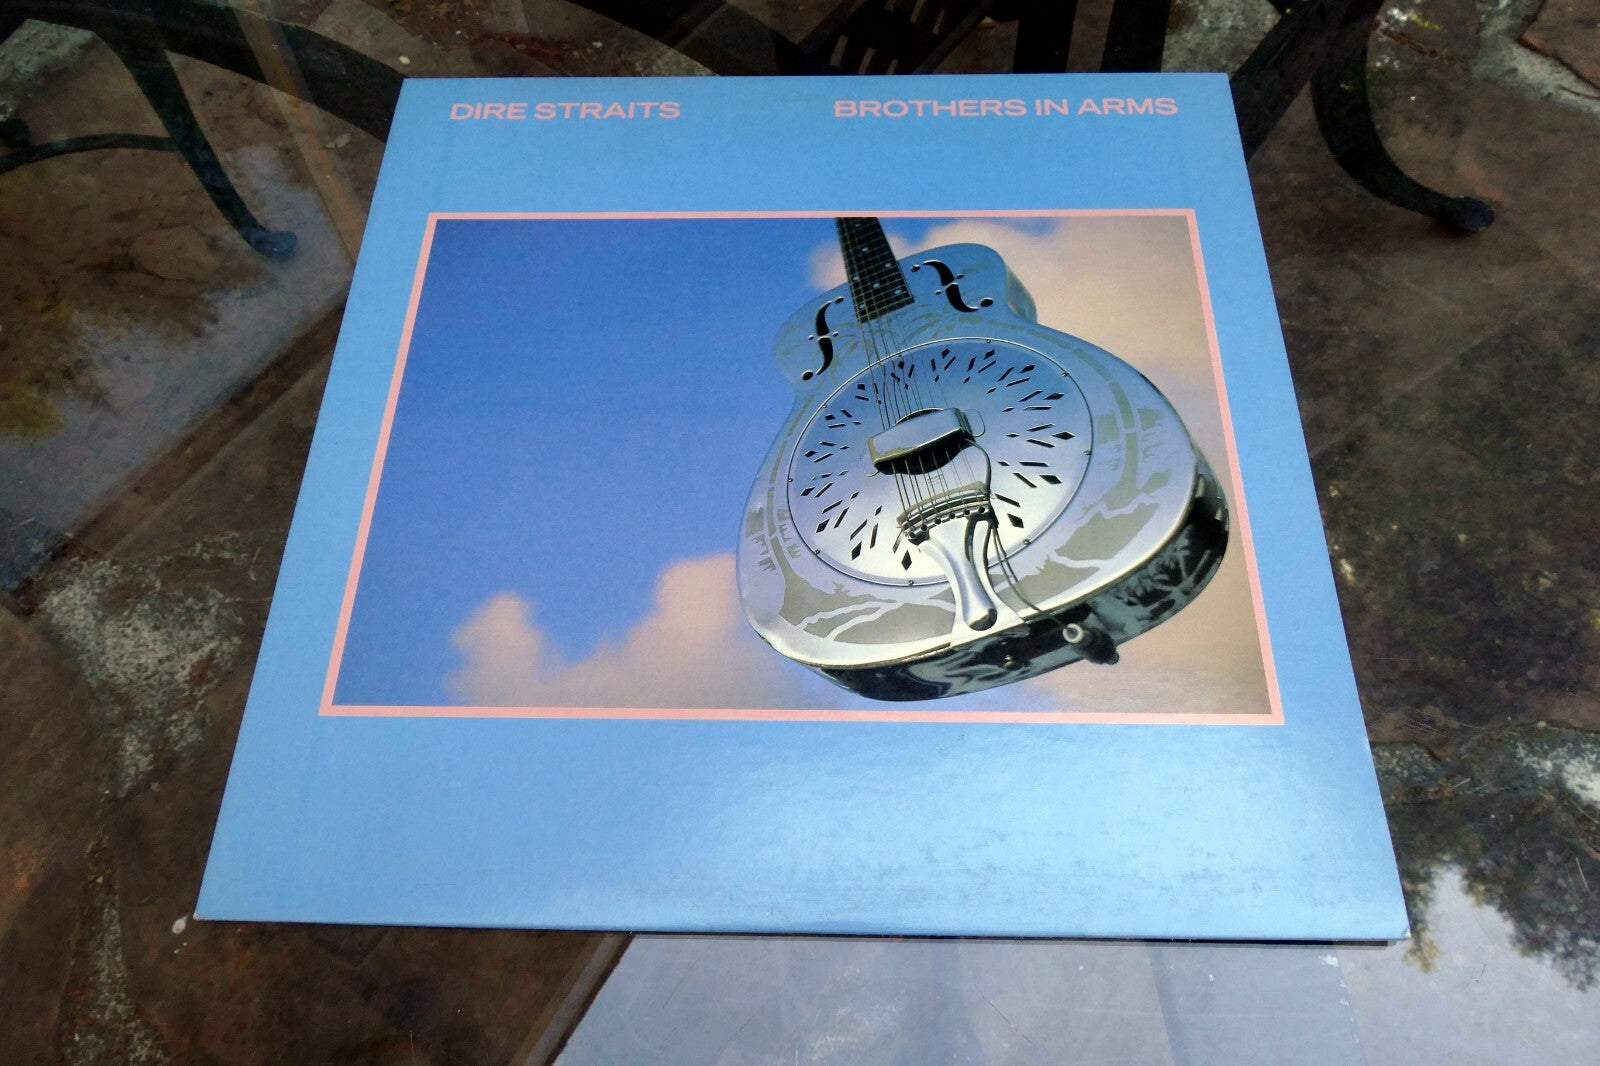 DIRE STRAITS BROTHERS IN ARMS